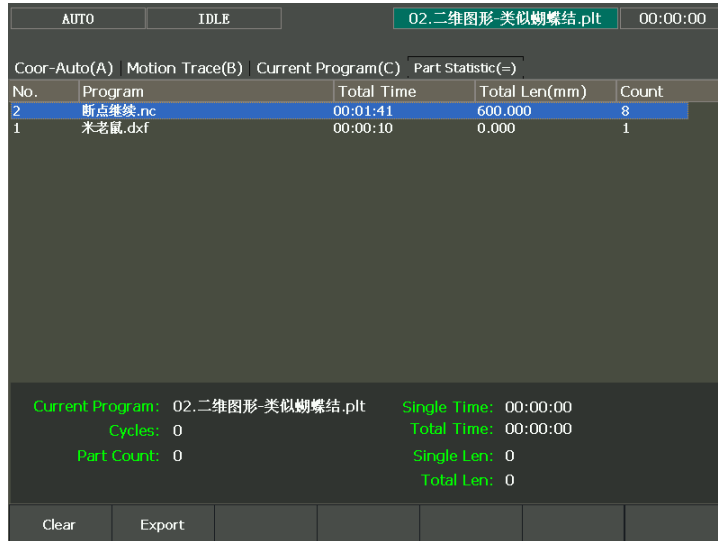 AUTO IDLE 02.二维图形-类似蝴蝶结.plt 00:00:00
Coor-Auto(A) Motion Trace(B) Current Program(C) Part Statistic(=)
No. Program Total Time Total Len(mm) Count
2 断点继续.nc 00:01:41 600.000 8
1 米老鼠.dxf 00:00:10 0.000 1
Current Program: 02.二维图形-类似蝴蝶结.plt Single Time: 00:00:00
Cycles: 0 Total Time: 00:00:00
Part Count: 0 Single Len: 0
Total Len: 0
Clear Export